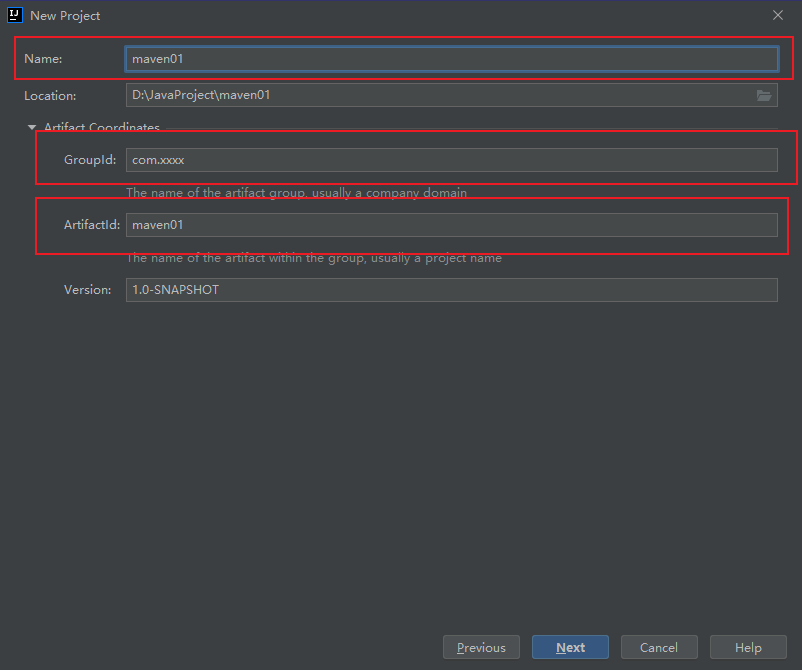 IJ New Project
Name: maven01
Location: D:\JavaProject\maven01
Artifact Coordinates
GroupId: com.xxxx
The name of the artifact group, usually a company domain
ArtifactId: maven01
The name of the artifact within the group, usually a project name
Version: 1.0-SNAPSHOT
Previous Next Cancel Help